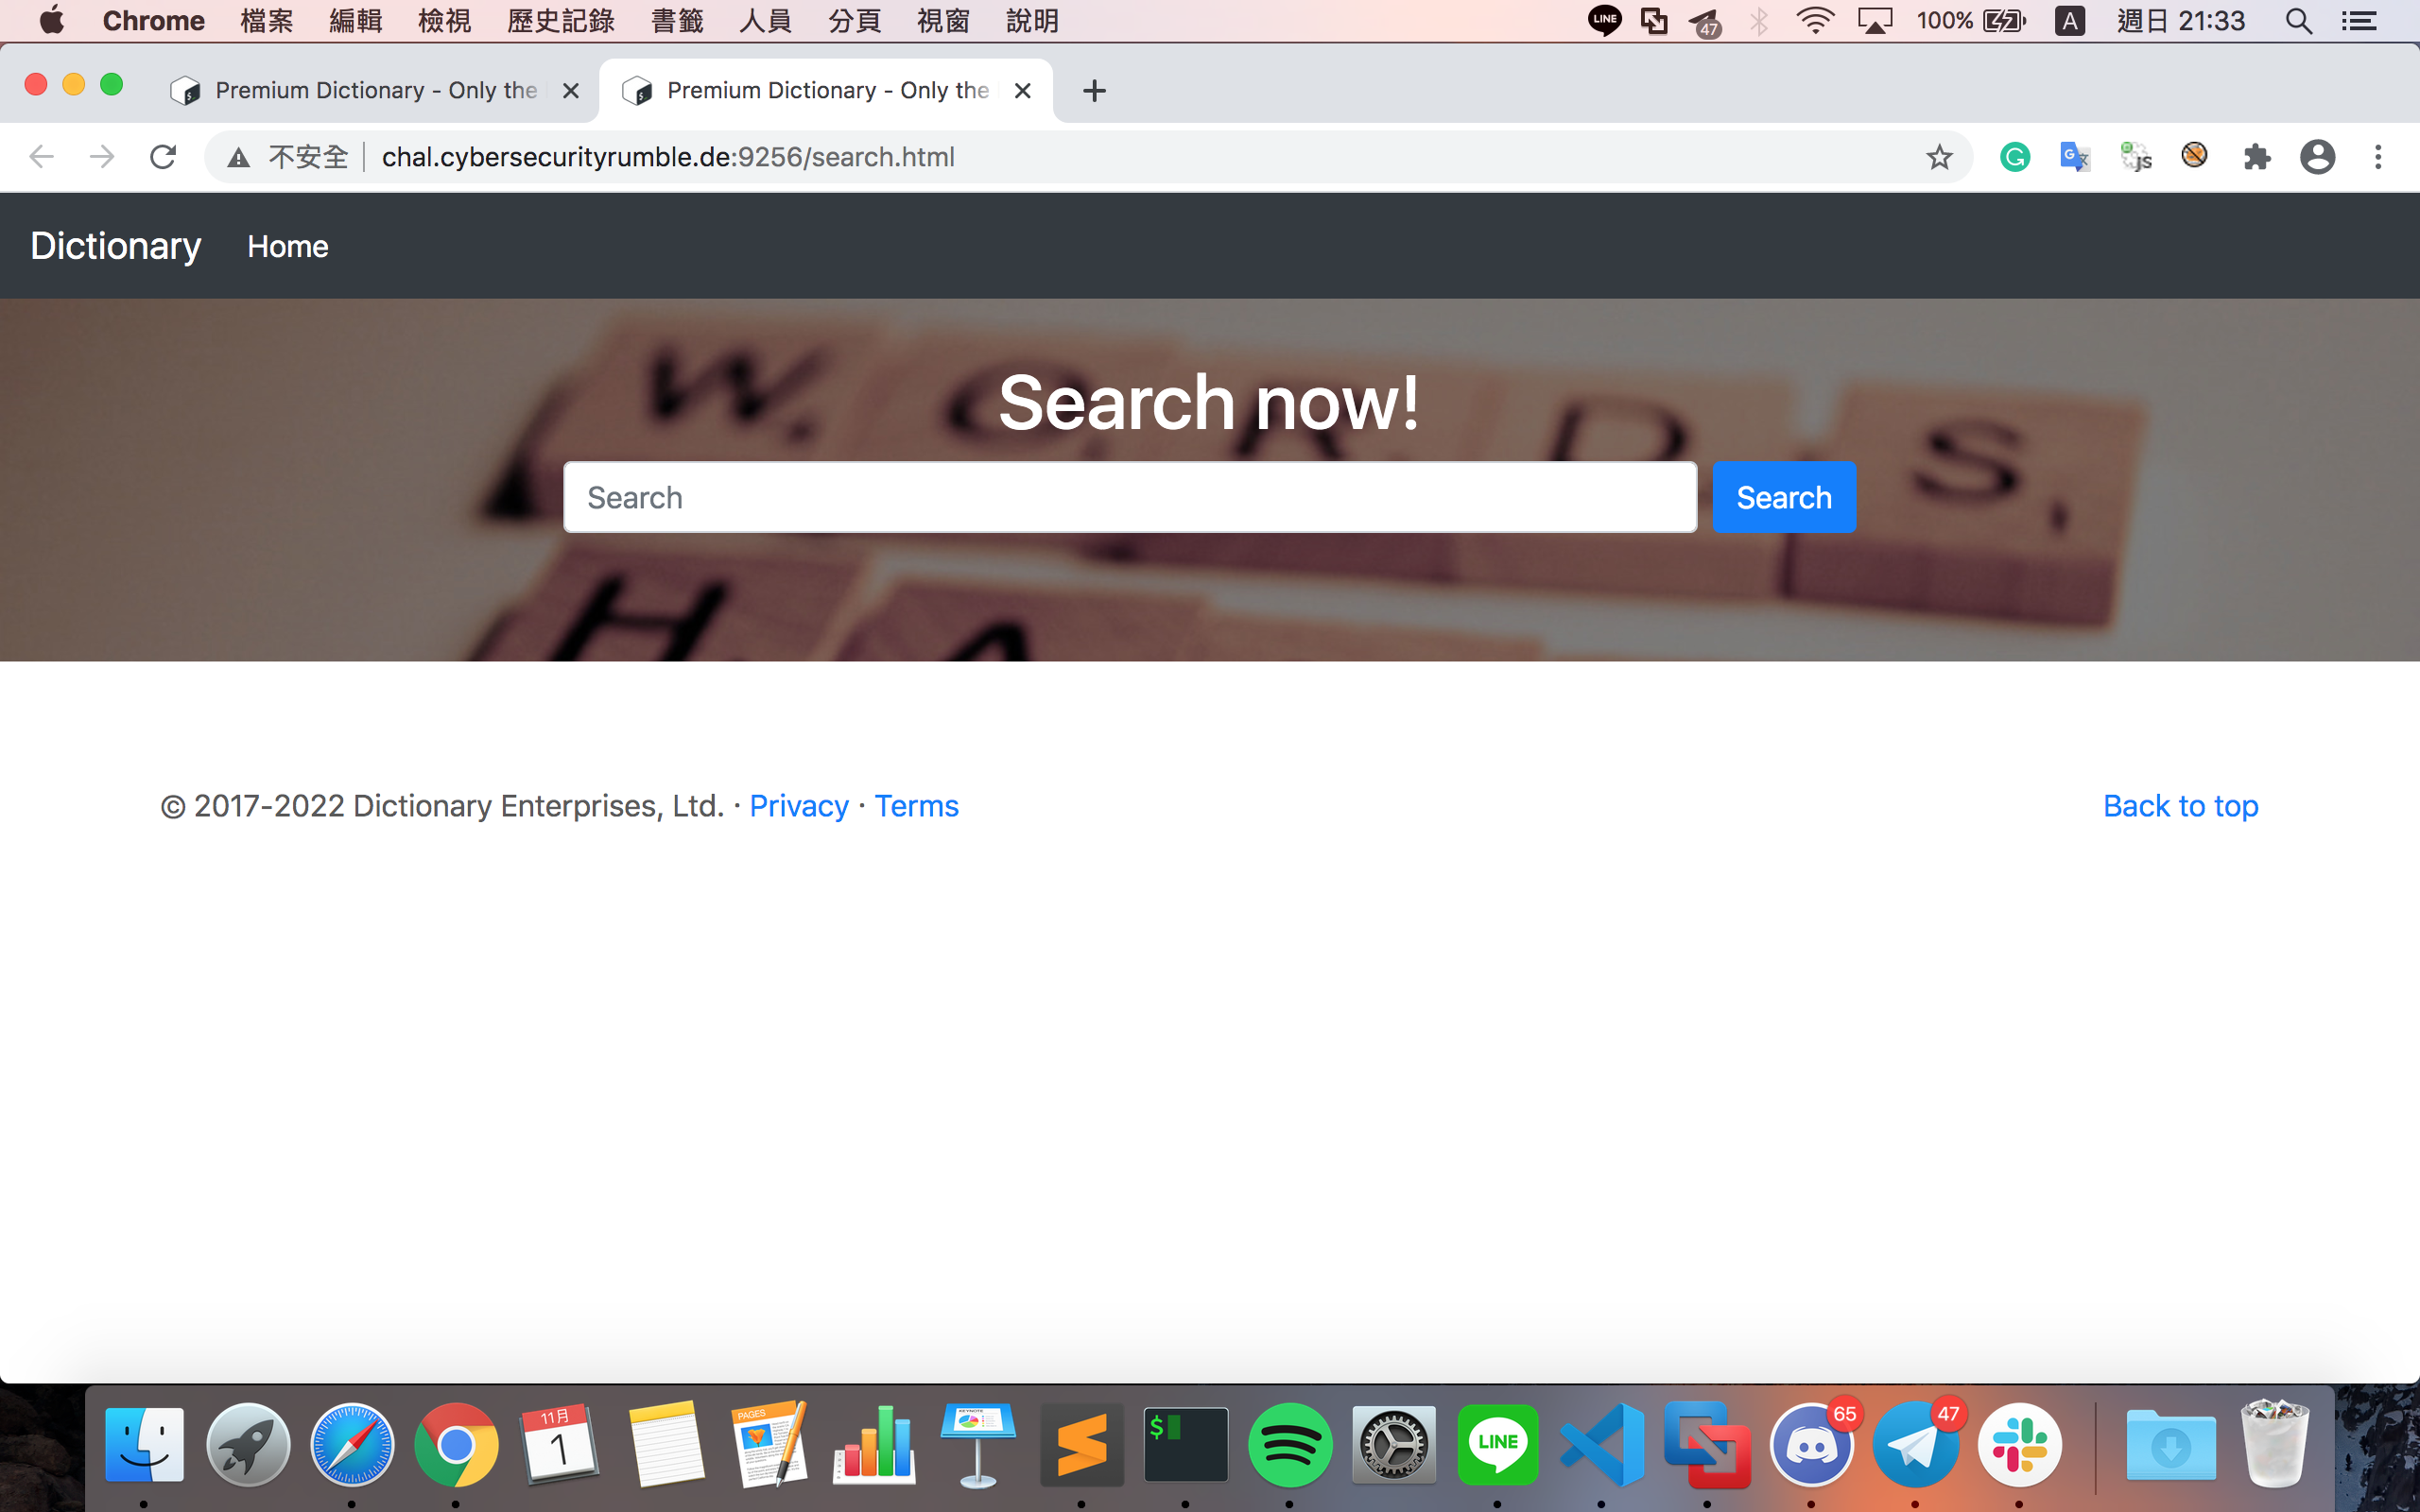 Chrome 檔案 編輯 檢視 歷史記錄 書籤 人員 分頁 視窗 說明 LINE 47 100% A 週日 21:33
Premium Dictionary - Only the Premium Dictionary - Only the
不安全 chal.cybersecurityrumble.de:9256/search.html
Dictionary Home
W. O. R. D. S,
Search now!
Search Search
H
© 2017-2022 Dictionary Enterprises, Ltd. · Privacy · Terms Back to top
11月 1 PAGES KEYNOTE $ LINE 65 47